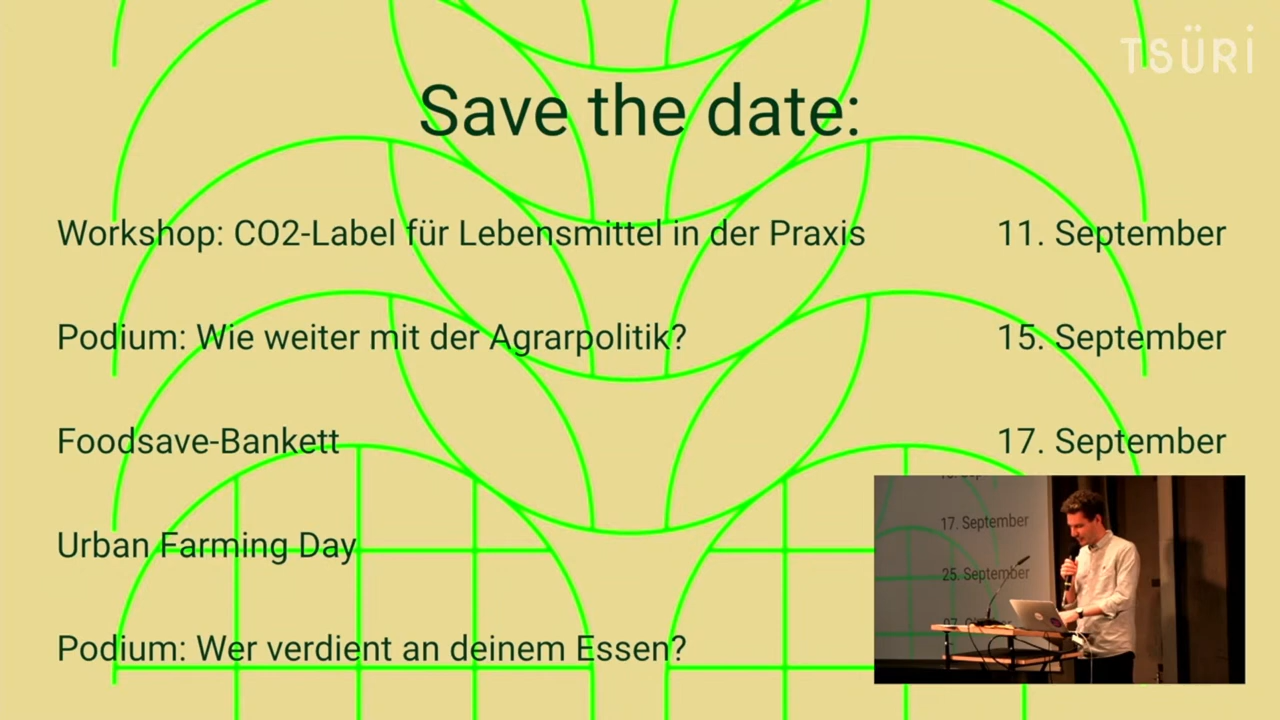 TSÜRI
Save the date:
Workshop: CO2-Label für Lebensmittel in der Praxis 11. September
Podium: Wie weiter mit der Agrarpolitik? 15. September
Foodsave-Bankett 17. September
Urban Farming Day
Podium: Wer verdient an deinem Essen?
17. September
25. September